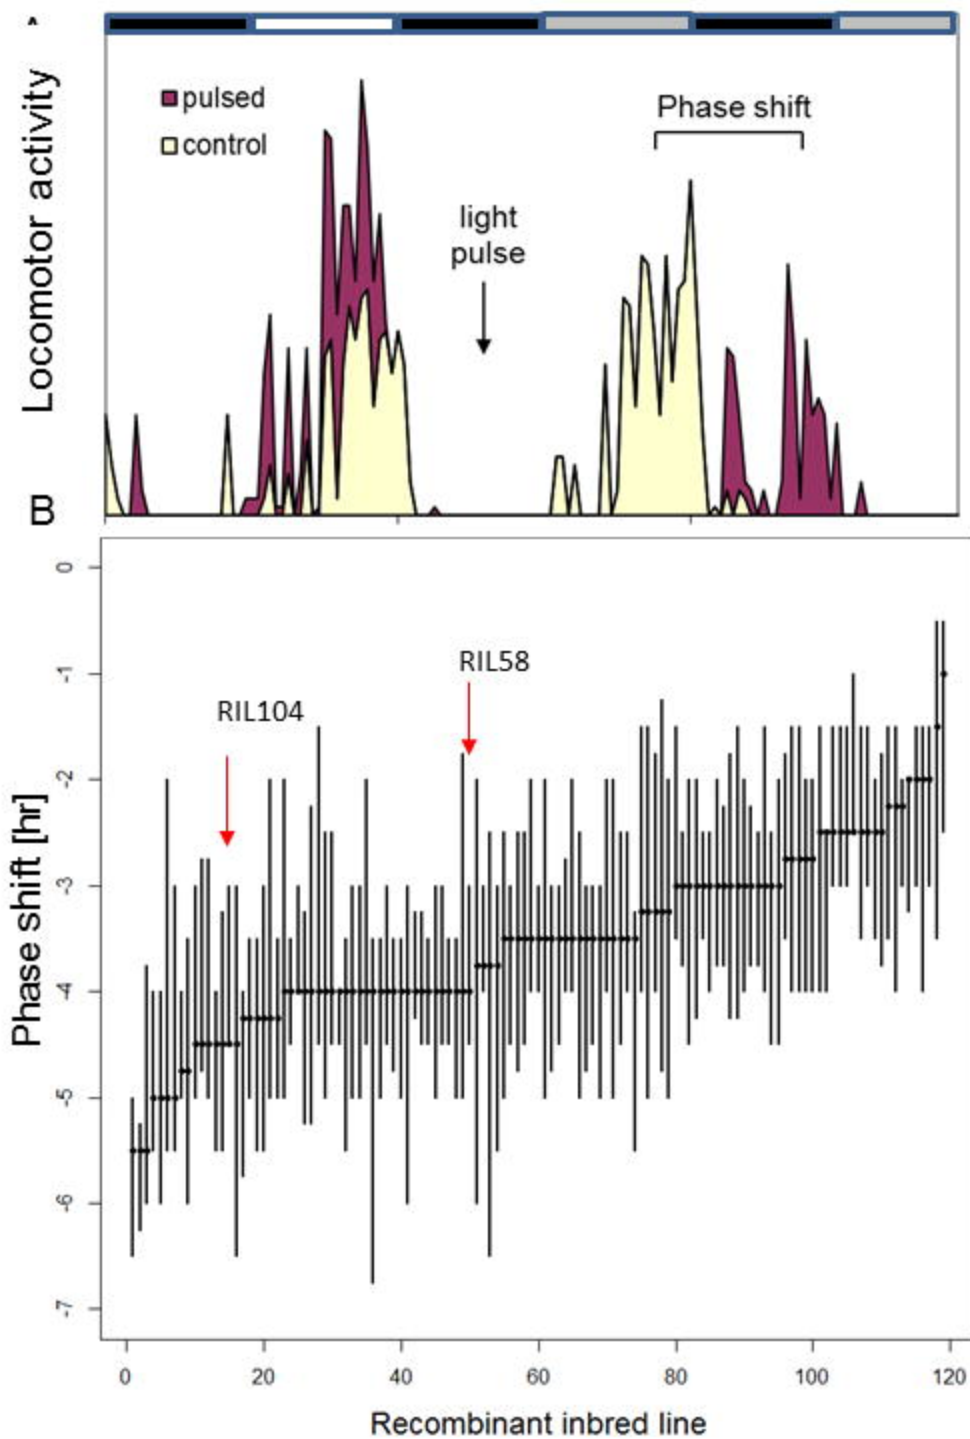 A
Locomotor activity
pulsed
control
light
pulse
Phase shift
B
Phase shift [hr]
0
-1
-2
-3
-4
-5
-6
-7
RIL104
RIL58
0 20 40 60 80 100 120
Recombinant inbred line